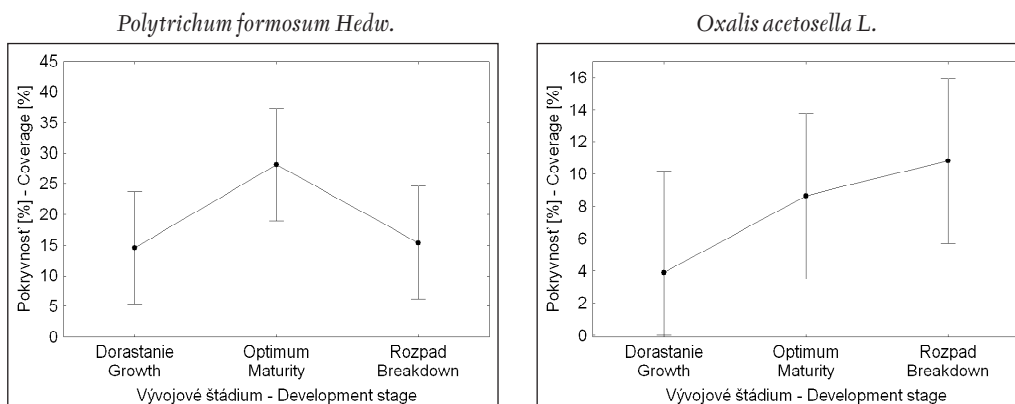 Polytrichum formosum Hedw.
Pokryvnosť [%] - Coverage [%]
45
40
35
30
25
20
15
10
5
0
Dorastanie Optimum Rozpad
Growth Maturity Breakdown
Vývojové štádium - Development stage
Oxalis acetosella L.
Pokryvnosť [%] - Coverage [%]
16
14
12
10
8
6
4
2
0
Dorastanie Optimum Rozpad
Growth Maturity Breakdown
Vývojové štádium - Development stage